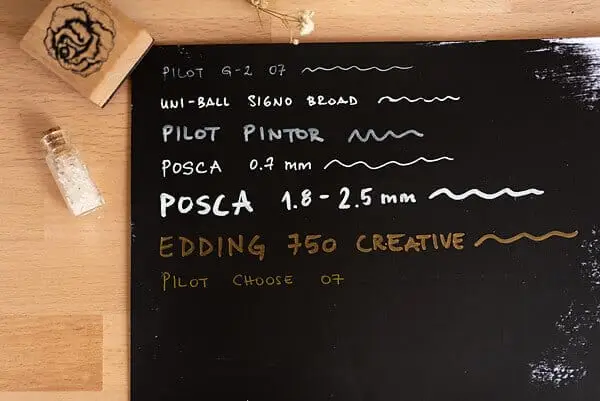 PILOT G-2 07
UNI-BALL SIGNO BROAD
PILOT PINTOR
POSCA 0.7 mm
POSCA 1.8-2.5 mm
EDDING 750 CREATIVE
PILOT CHOOSE 07